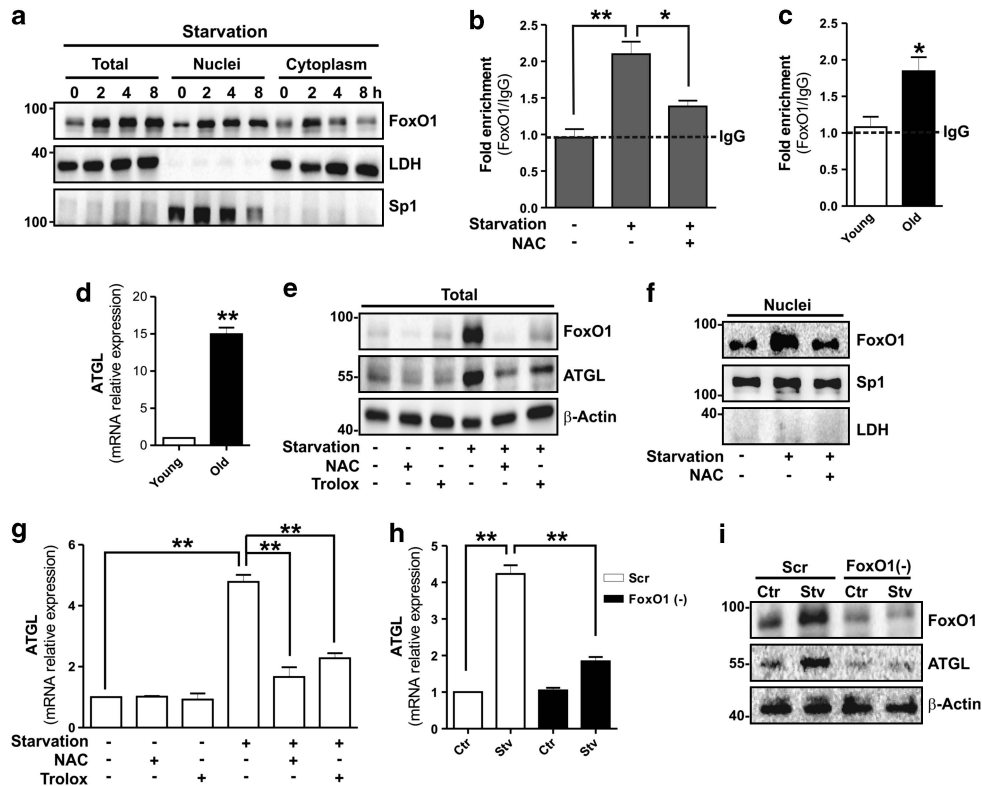 a
Starvation
Total Nuclei Cytoplasm
0 2 4 8 0 2 4 8 0 2 4 8 h
100-
FoxO1
40-
LDH
Sp1
100-
b
Fold enrichment
(FoxO1/IgG)
2.5
2.0
1.5
1.0
0.5
0.0
** *
IgG
Starvation - + +
NAC - - +
c
Fold enrichment
(FoxO1/IgG)
2.5
2.0
1.5
1.0
0.5
0.0
*
IgG
Young Old
d
ATGL
(mRNA relative expression)
20
15
10
5
0
**
Young Old
e
Total
100-
FoxO1
55-
ATGL
β-Actin
40-
Starvation - - - + + +
NAC - + - - + -
Trolox - - + - - +
f
Nuclei
100-
FoxO1
Sp1
100-
40-
LDH
Starvation - + +
NAC - - +
g
ATGL
(mRNA relative expression)
6
4
2
0
** ** **
Starvation - - - + + +
NAC - + - - + -
Trolox - - + - - +
h
ATGL
(mRNA relative expression)
5
4
3
2
1
0
** **
Scr
FoxO1 (-)
Ctr Stv Ctr Stv
i
Scr FoxO1(-)
Ctr Stv Ctr Stv
100-
FoxO1
55-
ATGL
β-Actin
40-